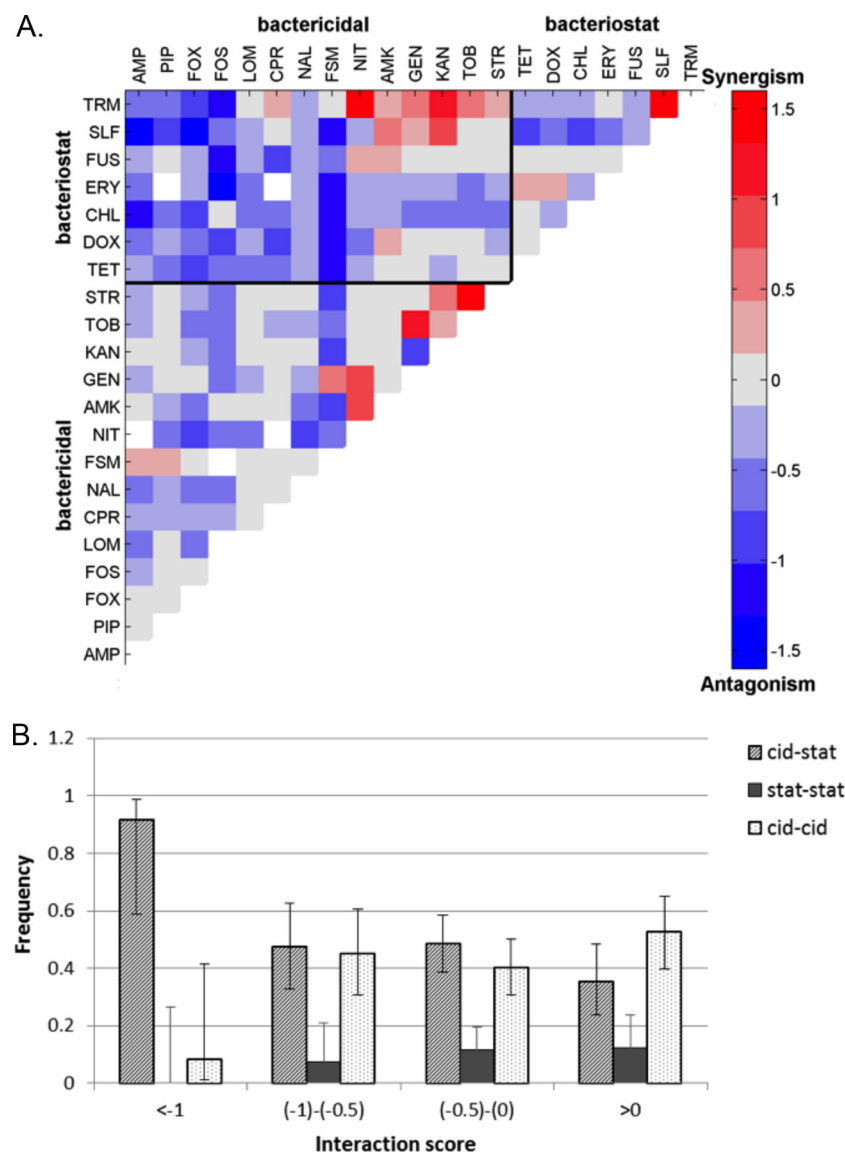 A.
bactericidal bacteriostat
AMP PIP FOX FOS LOM CPR NAL FSM NIT AMK GEN KAN TOB STR TET DOX CHL ERY FUS SLF TRM
bacteriostat
TRM
SLF
FUS
ERY
CHL
DOX
TET
bactericidal
STR
TOB
KAN
GEN
AMK
NIT
FSM
NAL
CPR
LOM
FOS
FOX
PIP
AMP
Synergism
1.5
1
0.5
0
-0.5
-1
-1.5
Antagonism
B.
Frequency
1.2
1
0.8
0.6
0.4
0.2
0
<-1 (-1)-(-0.5) (-0.5)-(0) >0
Interaction score
cid-stat
stat-stat
cid-cid